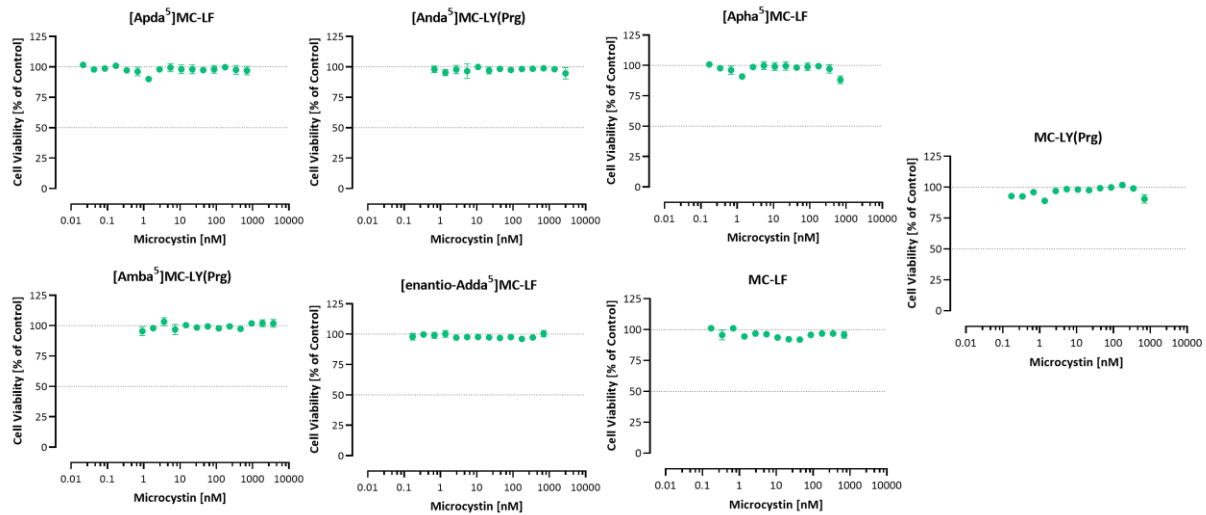 [Apda⁵]MC-LF
Cell Viability [% of Control]
125
100
75
50
25
0
0.01 0.1 1 10 100 1000 10000
Microcystin [nM]
[Anda⁵]MC-LY(Prg)
Cell Viability [% of Control]
125
100
75
50
25
0
0.01 0.1 1 10 100 1000 10000
Microcystin [nM]
[Apha⁵]MC-LF
Cell Viability [% of Control]
125
100
75
50
25
0
0.01 0.1 1 10 100 1000 10000
Microcystin [nM]
MC-LY(Prg)
Cell Viability [% of Control]
125
100
75
50
25
0
0.01 0.1 1 10 100 1000 10000
Microcystin [nM]
[Amba⁵]MC-LY(Prg)
Cell Viability [% of Control]
125
100
75
50
25
0
0.01 0.1 1 10 100 1000 10000
Microcystin [nM]
[enantio-Adda⁵]MC-LF
Cell Viability [% of Control]
125
100
75
50
25
0
0.01 0.1 1 10 100 1000 10000
Microcystin [nM]
MC-LF
Cell Viability [% of Control]
125
100
75
50
25
0
0.01 0.1 1 10 100 1000 10000
Microcystin [nM]